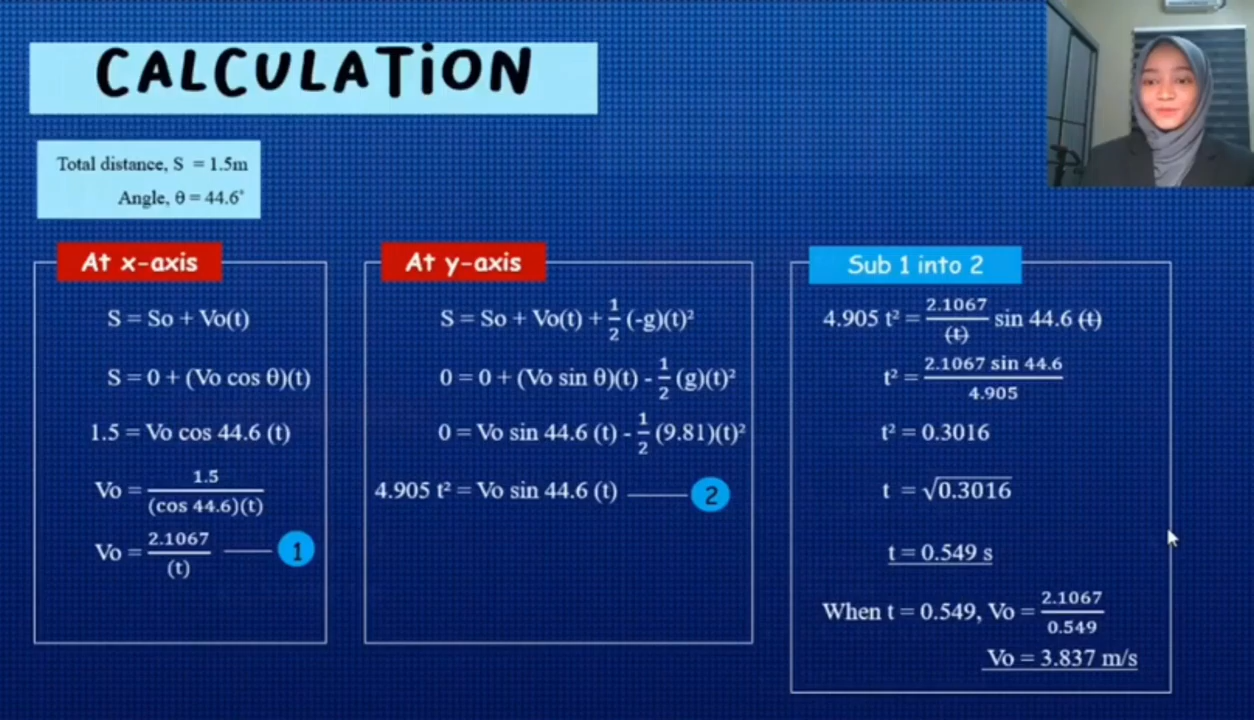 CALCULATION
Total distance, S = 1.5m
Angle, θ = 44.6°
At x-axis
S = So + Vo(t)
S = 0 + (Vo cos θ)(t)
1.5 = Vo cos 44.6 (t)
Vo = 1.5 / (cos 44.6)(t)
Vo = 2.1067 / (t) 1
At y-axis
S = So + Vo(t) + 1/2 (-g)(t)²
0 = 0 + (Vo sin θ)(t) - 1/2 (g)(t)²
0 = Vo sin 44.6 (t) - 1/2 (9.81)(t)²
4.905 t² = Vo sin 44.6 (t) 2
Sub 1 into 2
4.905 t² = 2.1067 / (t) sin 44.6 (t)
t² = 2.1067 sin 44.6 / 4.905
t² = 0.3016
t = √0.3016
t = 0.549 s
When t = 0.549, Vo = 2.1067 / 0.549
Vo = 3.837 m/s